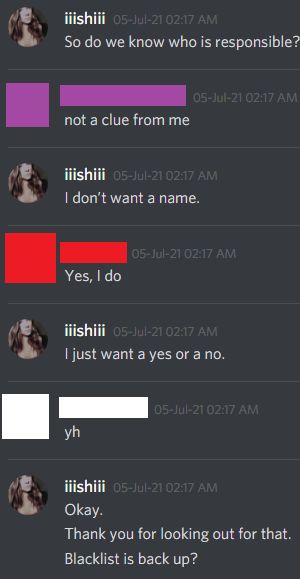 iiishiii 05-Jul-21 02:17 AM
So do we know who is responsible?
05-Jul-21 02:17 AM
not a clue from me
iiishiii 05-Jul-21 02:17 AM
I don't want a name.
05-Jul-21 02:17 AM
Yes, I do
iiishiii 05-Jul-21 02:17 AM
I just want a yes or a no.
05-Jul-21 02:17 AM
yh
iiishiii 05-Jul-21 02:17 AM
Okay.
Thank you for looking out for that.
Blacklist is back up?